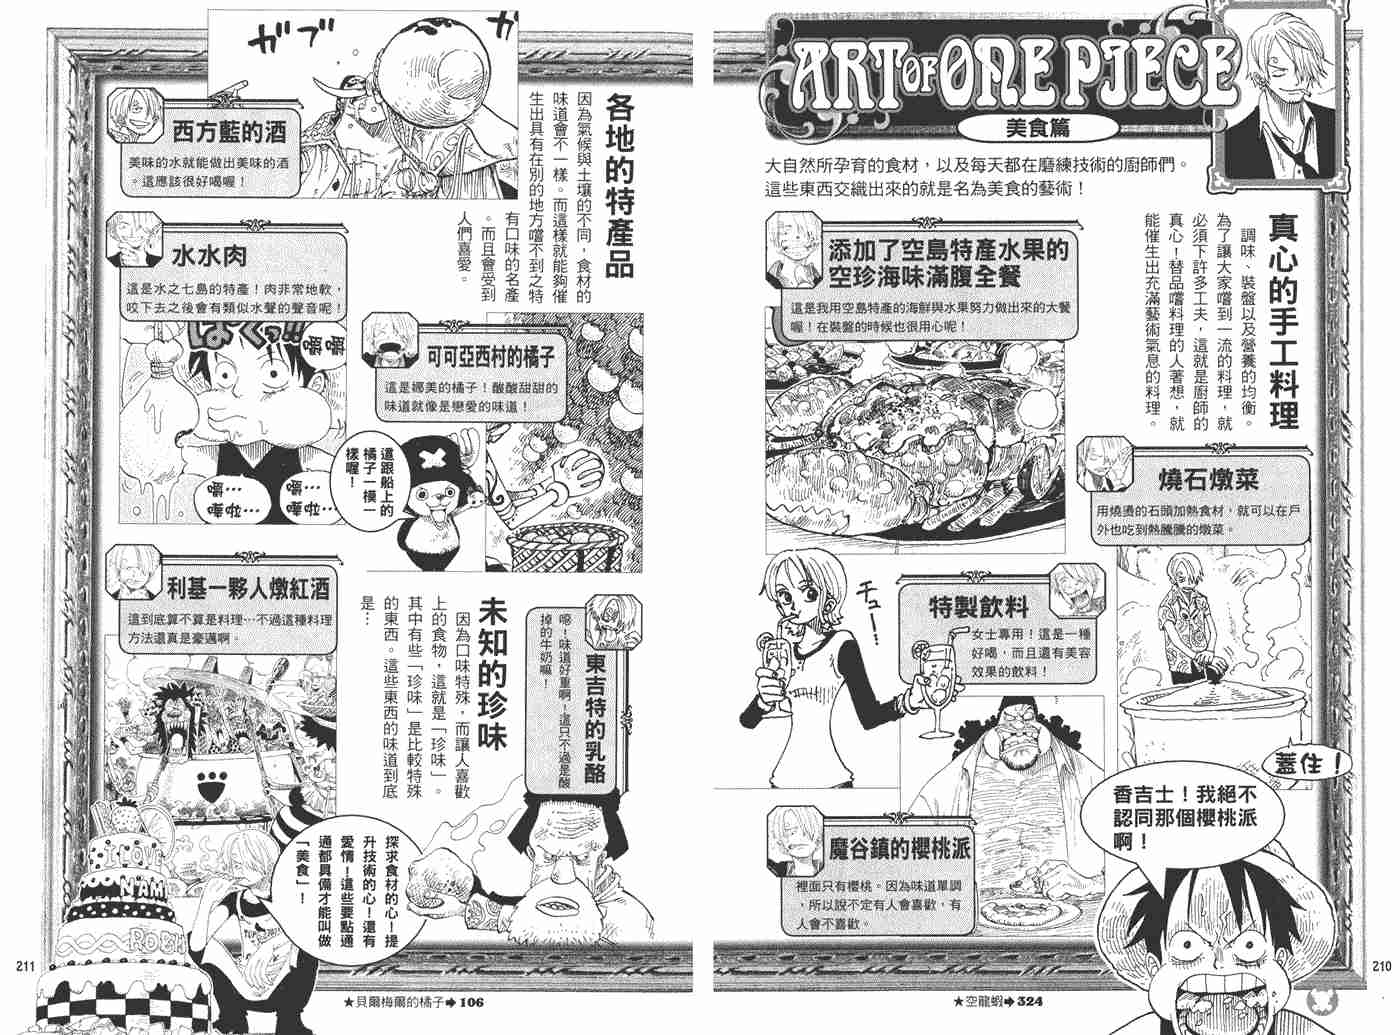 ART OF ONE PIECE
美食篇
大自然所孕育的食材，以及每天都在磨練技術的廚師們。
這些東西交織出來的就是名為美食的藝術！
真心的手工料理
調味、裝盤以及營養的均衡。
為了讓大家嚐到一流的料理，就
必須下許多工夫，這就是廚師的
真心！替品嚐料理的人著想，就
能催生出充滿藝術氣息的料理。
添加了空島特產水果的
空珍海味滿腹全餐
這是我用空島特產的海鮮與水果努力做出來的大餐
喔！在裝盤的時候也很用心呢！
燒石燉菜
用燒燙的石頭加熱食材，就可以在戶
外也吃到熱騰騰的燉菜。
特製飲料
女士專用！這是一種
好喝，而且還有美容
效果的飲料！
チュー…
蓋住！
魔谷鎮的櫻桃派
裡面只有櫻桃。因為味道單調
、所以說不定有人會喜歡，有
人會不喜歡。
香吉士！我絕不
認同那個櫻桃派
啊！
★空龍蝦➡324
210
各地的特產品
因為氣候與土壤的不同，食材的
味道會不一樣。而這樣就能夠催
生出具有在別的地方嚐不到之特
有口味的名產
。而且會受到
人們喜愛。
ガブ
西方藍的酒
美味的水就能做出美味的酒
。這應該很好喝喔！
水水肉
這是水之七島的特產！肉非常地軟，
咬下去之後會有類似水聲的聲音呢！
ばくっ!!
嚼…
嚼…
嚼…
嘩啦…
嚼…
嘩啦…
可可亞西村的橘子
這是娜美的橘子！酸酸甜甜的
味道就像是戀愛的味道！
這跟船上的
橘子一模一
樣喔！
利基一夥人燉紅酒
這到底算不算是料理…不過這種料理
方法還真是豪邁啊。
未知的珍味
因為口味特殊，而讓人喜歡
上的食物，這就是「珍味」。
其中有些「珍味」是比較特殊
的東西。這些東西的味道到底
是…
東吉特的乳酪
嗯！味道好重啊！這只不過是酸
掉的牛奶嘛！
探求食材的心！提
升技術的心！還有
愛情！這些要點通
通都具備才能叫做
「美食」！
LOVE
NAMI
ROBIN
★貝爾梅爾的橘子➡106
211